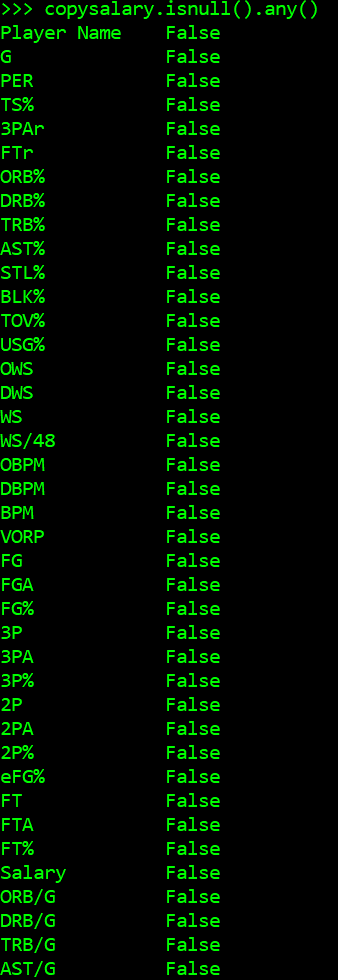 >>> copysalary.isnull().any()
Player Name    False
G              False
PER            False
TS%            False
3PAr           False
FTr            False
ORB%           False
DRB%           False
TRB%           False
AST%           False
STL%           False
BLK%           False
TOV%           False
USG%           False
OWS            False
DWS            False
WS             False
WS/48          False
OBPM           False
DBPM           False
BPM            False
VORP           False
FG             False
FGA            False
FG%            False
3P             False
3PA            False
3P%            False
2P             False
2PA            False
2P%            False
eFG%           False
FT             False
FTA            False
FT%            False
Salary         False
ORB/G          False
DRB/G          False
TRB/G          False
AST/G          False